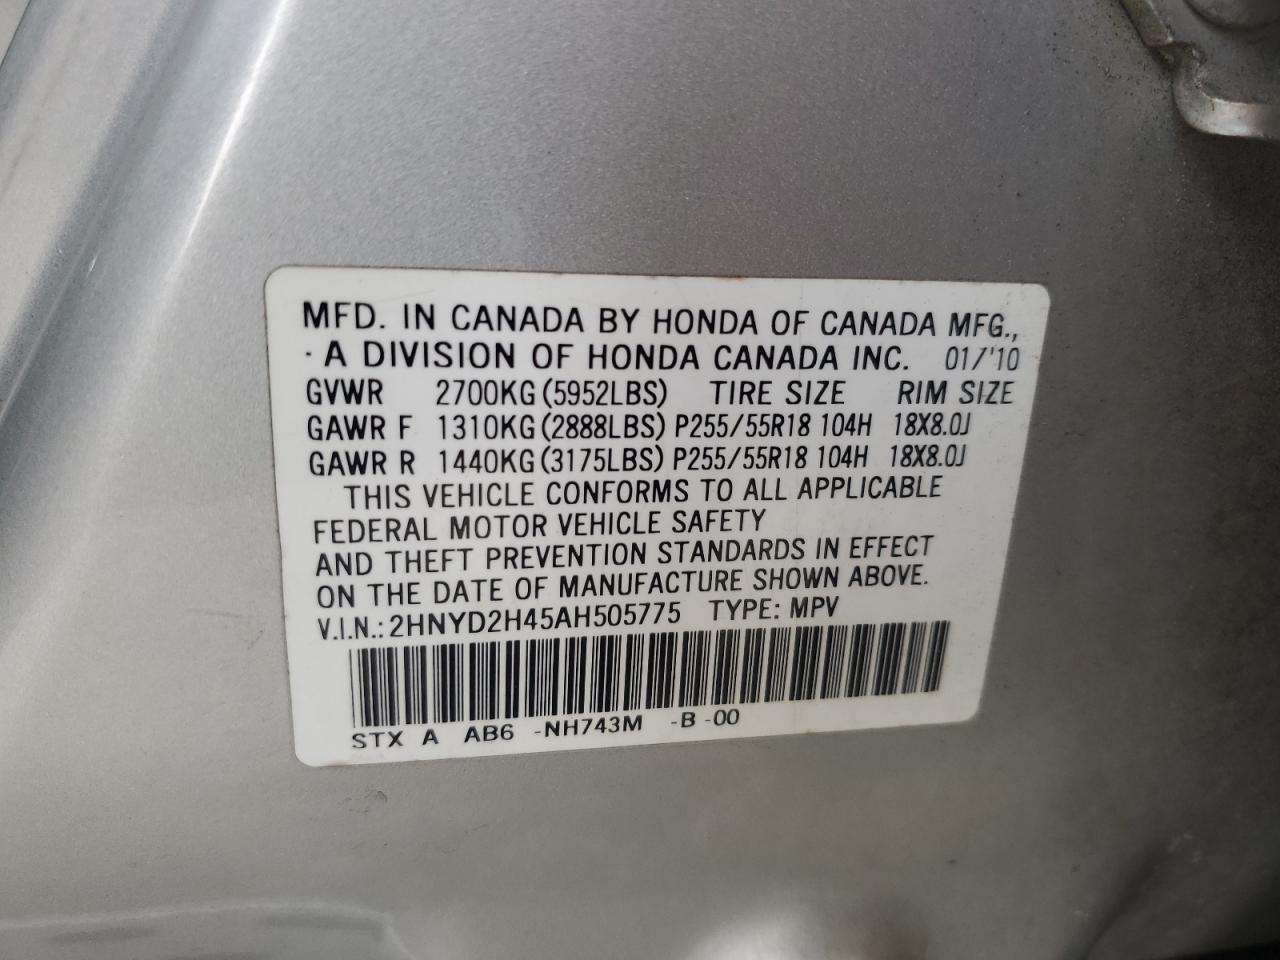 MFD. IN CANADA BY HONDA OF CANADA MFG.,
· A DIVISION OF HONDA CANADA INC. 01/'10
GVWR 2700KG(5952LBS) TIRE SIZE RIM SIZE
GAWR F 1310KG(2888LBS) P255/55R18 104H 18X8.0J
GAWR R 1440KG(3175LBS) P255/55R18 104H 18X8.0J
THIS VEHICLE CONFORMS TO ALL APPLICABLE
FEDERAL MOTOR VEHICLE SAFETY
AND THEFT PREVENTION STANDARDS IN EFFECT
ON THE DATE OF MANUFACTURE SHOWN ABOVE.
V.I.N.: 2HNYD2H45AH505775 TYPE: MPV
STX A AB6 -NH743M -B -00